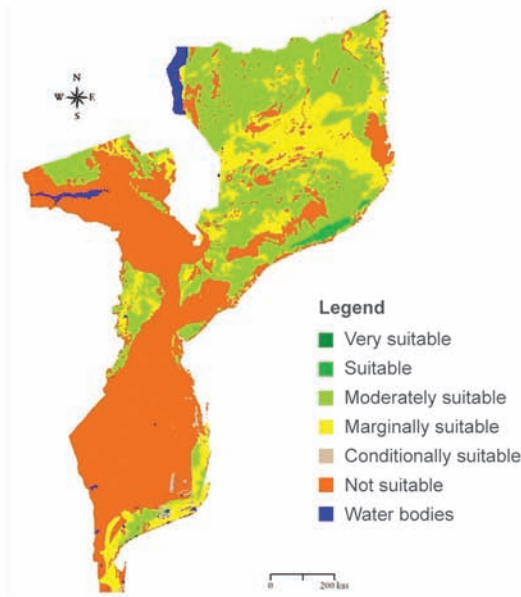 N
W E
S
Legend
Very suitable
Suitable
Moderately suitable
Marginally suitable
Conditionally suitable
Not suitable
Water bodies
0 200 km